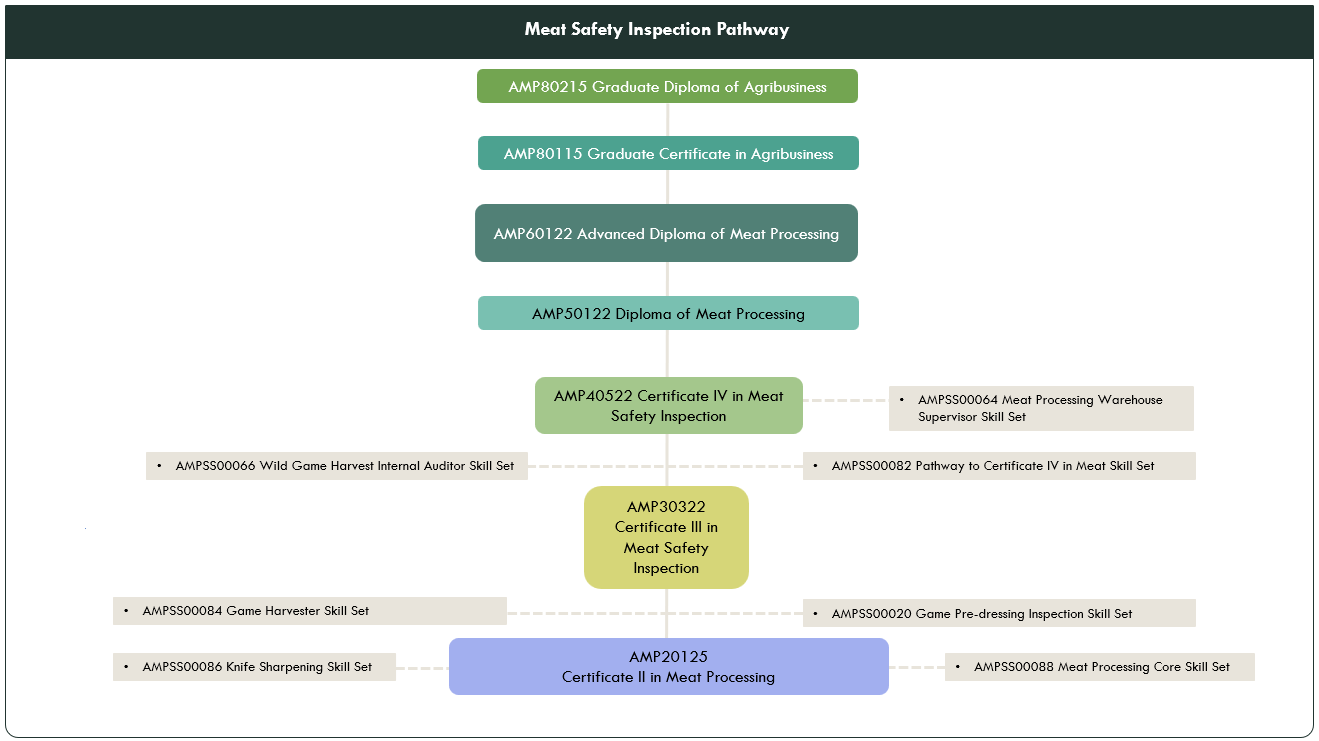 Meat Safety Inspection Pathway
AMP80215 Graduate Diploma of Agribusiness
AMP80115 Graduate Certificate in Agribusiness
AMP60122 Advanced Diploma of Meat Processing
AMP50122 Diploma of Meat Processing
AMP40522 Certificate IV in Meat
Safety Inspection
• AMPSS00064 Meat Processing Warehouse
Supervisor Skill Set
• AMPSS00066 Wild Game Harvest Internal Auditor Skill Set
• AMPSS00082 Pathway to Certificate IV in Meat Skill Set
AMP30322
Certificate III in
Meat Safety
Inspection
• AMPSS00084 Game Harvester Skill Set
• AMPSS00020 Game Pre-dressing Inspection Skill Set
• AMPSS00086 Knife Sharpening Skill Set
AMP20125
Certificate II in Meat Processing
• AMPSS00088 Meat Processing Core Skill Set